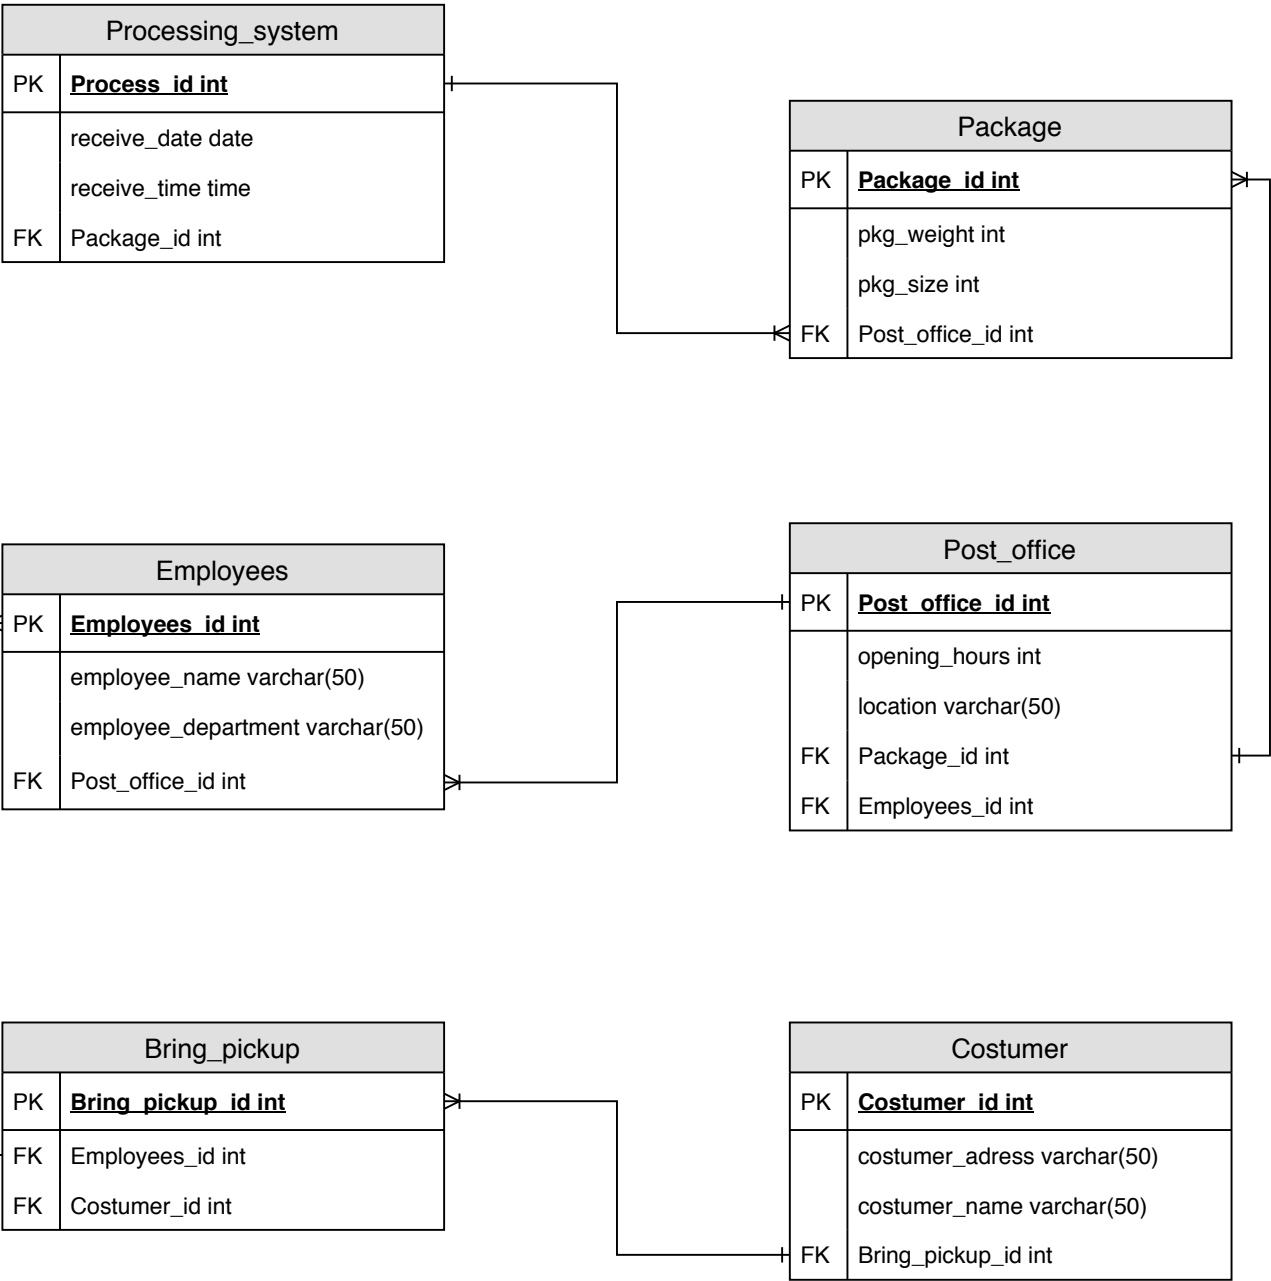 Processing_system
PK Process_id int
receive_date date
receive_time time
FK Package_id int
Package
PK Package_id int
pkg_weight int
pkg_size int
FK Post_office_id int
Employees
PK Employees_id int
employee_name varchar(50)
employee_department varchar(50)
FK Post_office_id int
Post_office
PK Post_office_id int
opening_hours int
location varchar(50)
FK Package_id int
FK Employees_id int
Bring_pickup
PK Bring_pickup_id int
FK Employees_id int
FK Costumer_id int
Costumer
PK Costumer_id int
costumer_adress varchar(50)
costumer_name varchar(50)
FK Bring_pickup_id int